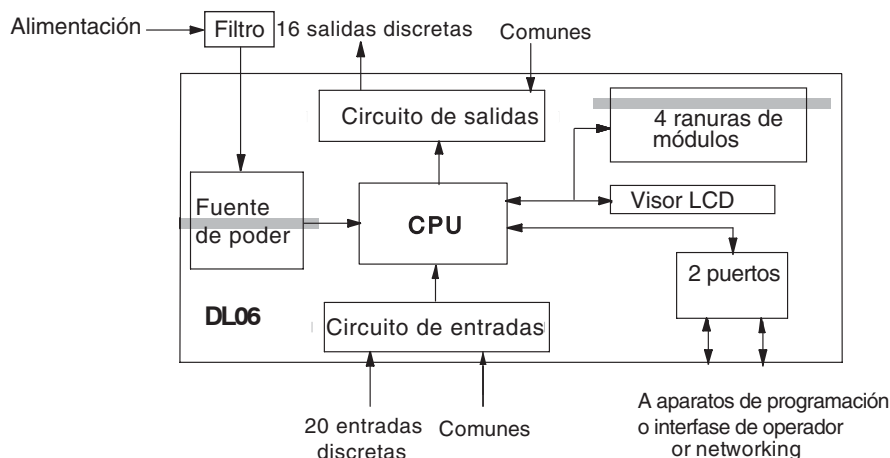 Alimentación
Filtro
16 salidas discretas
Comunes
Circuito de salidas
4 ranuras de
módulos
Fuente
de poder
CPU
Visor LCD
2 puertos
DL06
Circuito de entradas
20 entradas
discretas
Comunes
A aparatos de programación
o interfase de operador
or networking